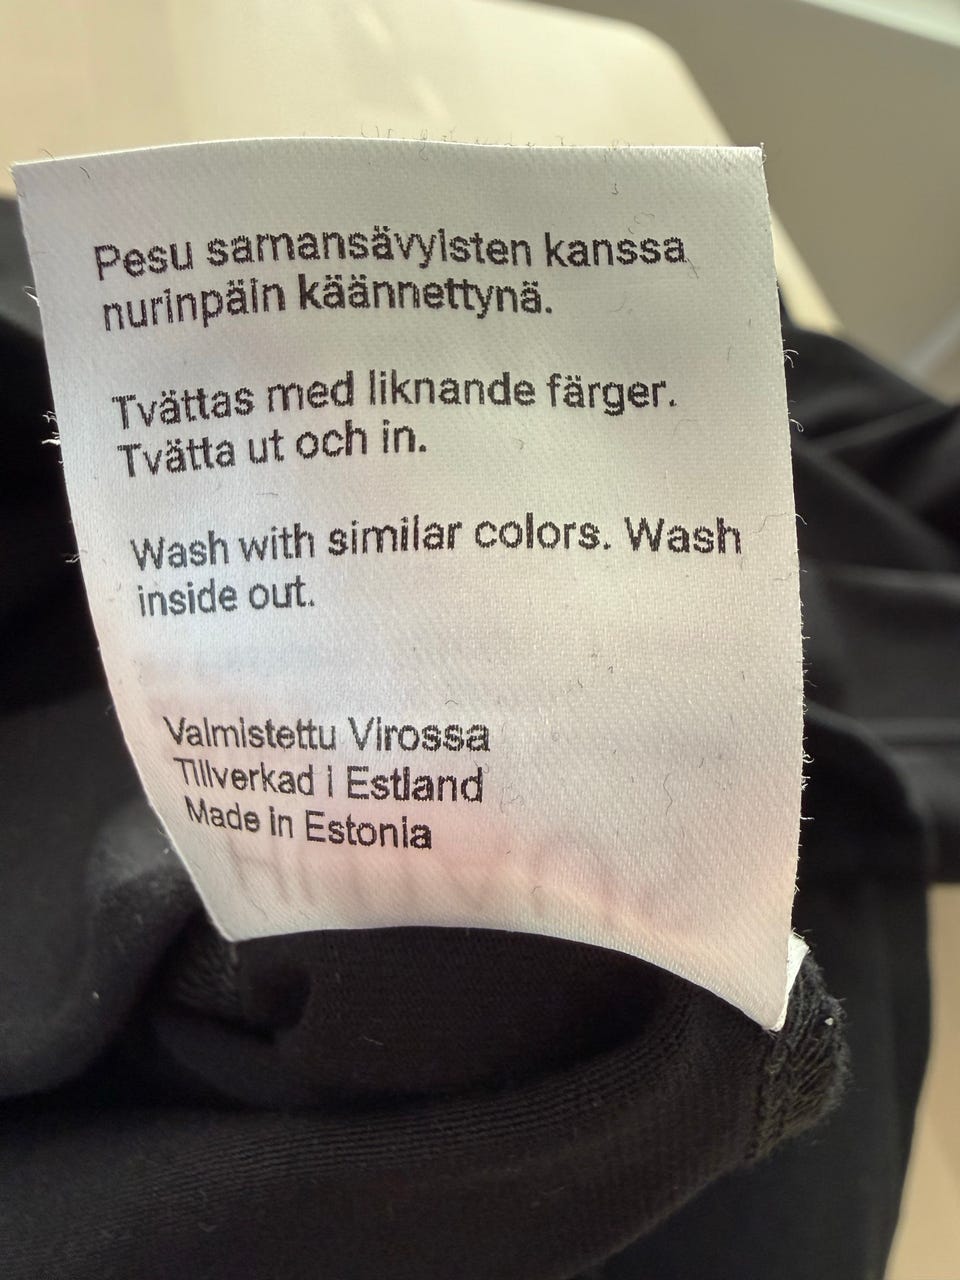 Pesu samansävyisten kanssa
nurinpäin käännettynä.
Tvättas med liknande färger.
Tvätta ut och in.
Wash with similar colors. Wash
inside out.
Valmistettu Virossa
Tillverkad i Estland
Made in Estonia